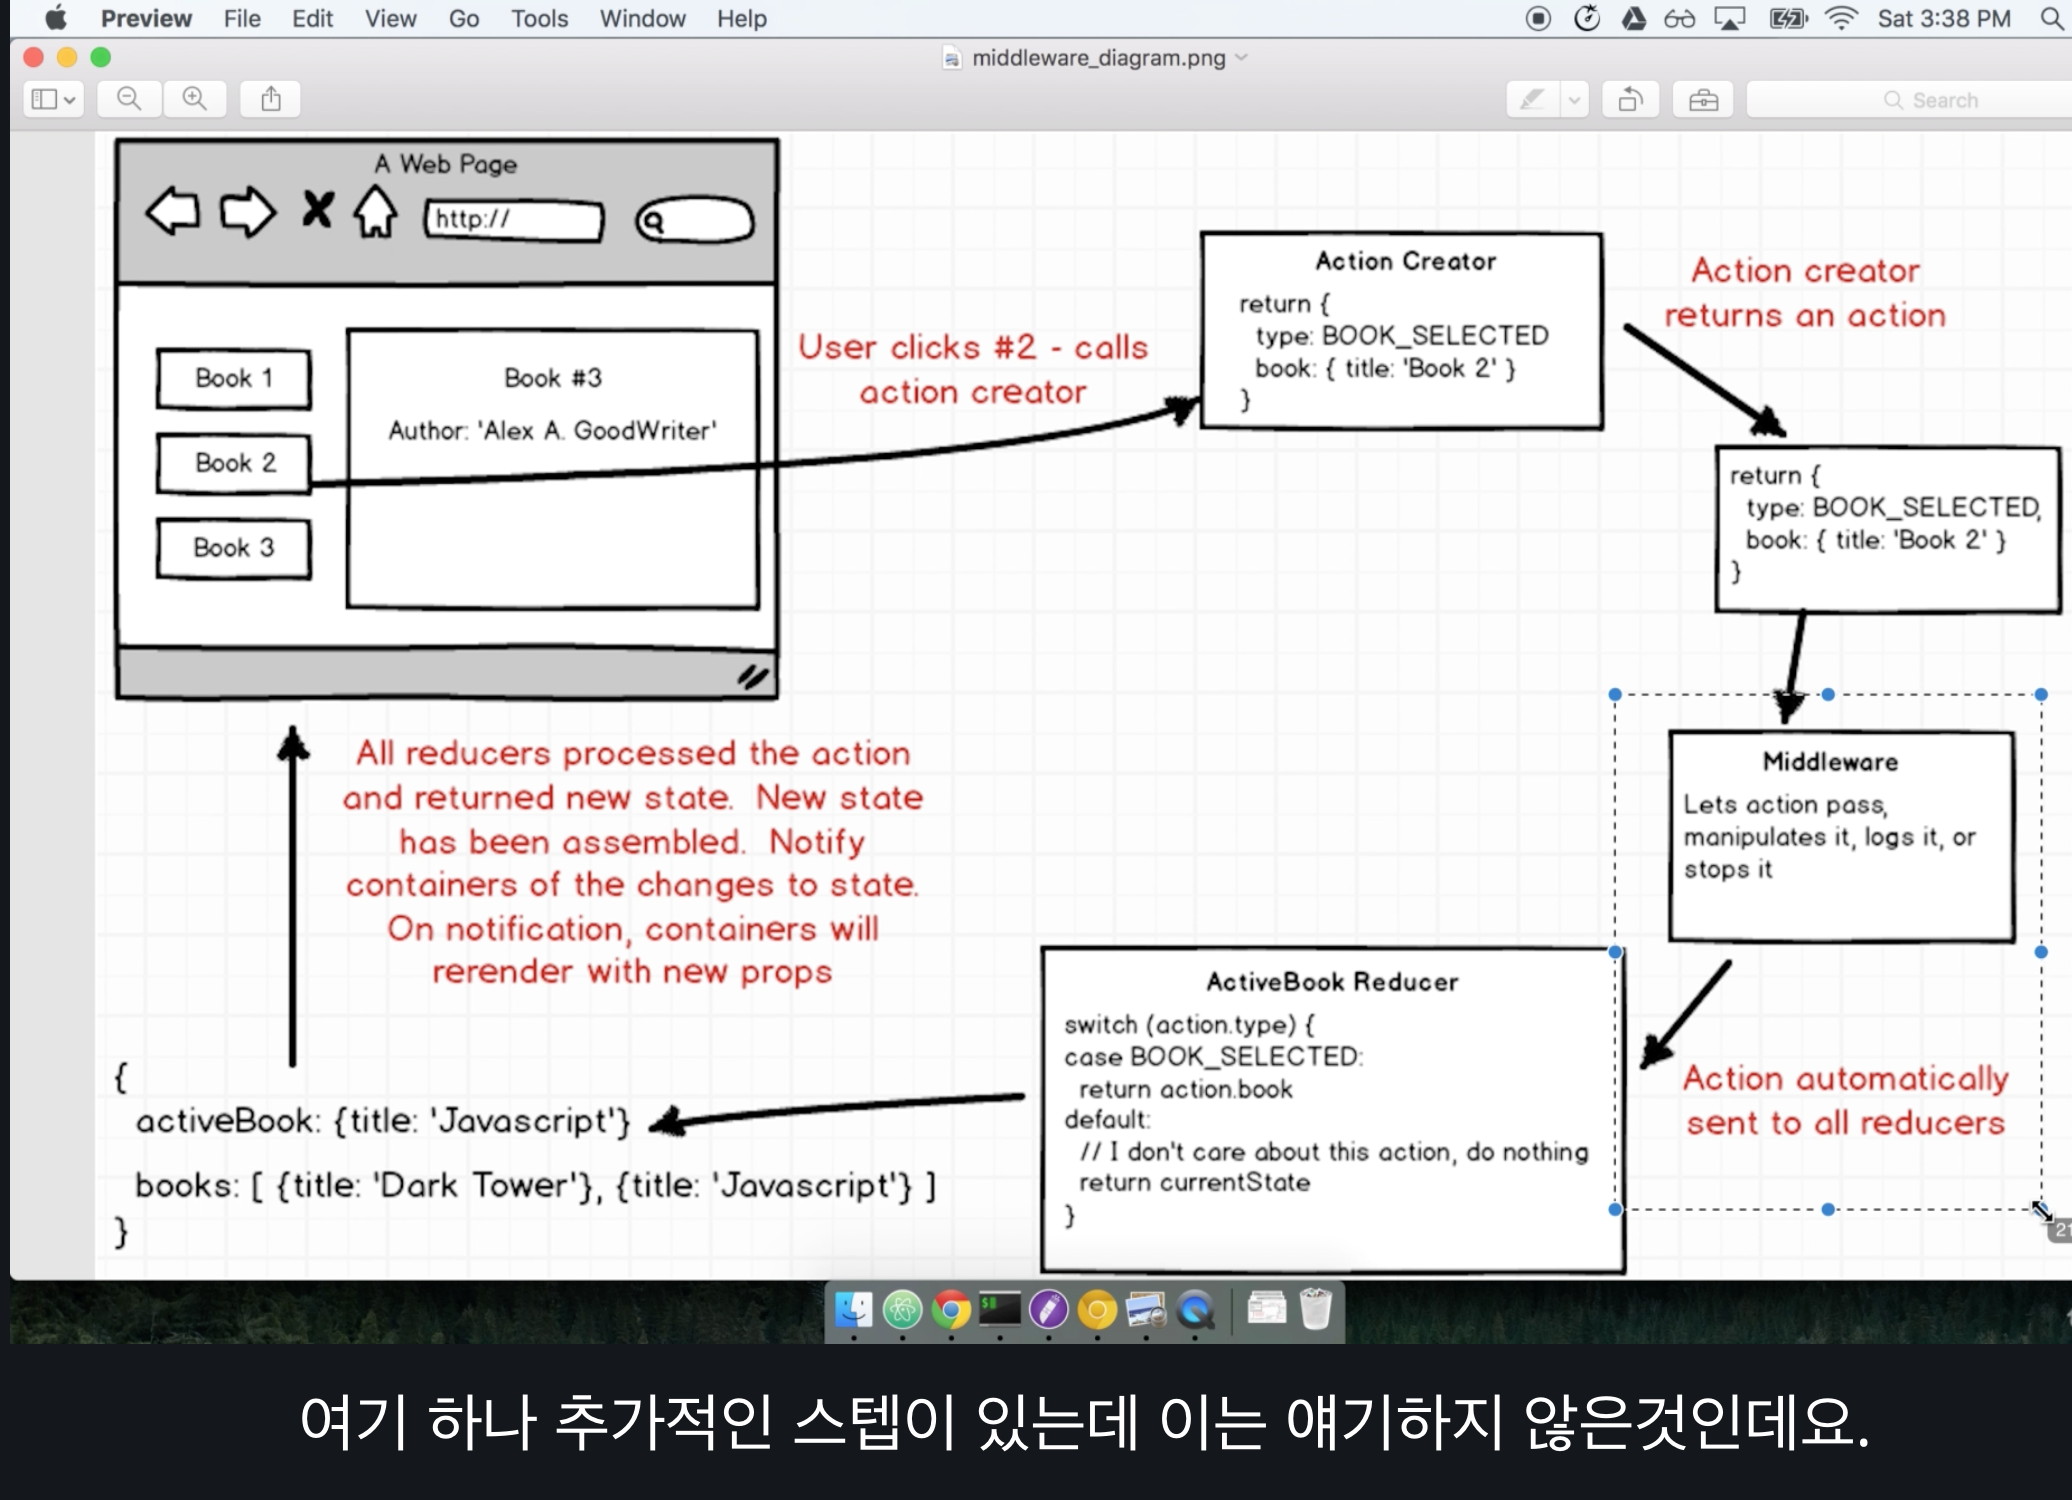 Preview File Edit View Go Tools Window Help
Sat 3:38 PM
middleware_diagram.png
Search
A Web Page
http://
Book 1
Book 2
Book 3
Book #3
Author: 'Alex A. GoodWriter'
User clicks #2 - calls
action creator
Action Creator
return {
type: BOOK_SELECTED
book: { title: 'Book 2' }
}
Action creator
returns an action
return {
type: BOOK_SELECTED,
book: { title: 'Book 2' }
}
Middleware
Lets action pass,
manipulates it, logs it, or
stops it
Action automatically
sent to all reducers
ActiveBook Reducer
switch (action.type) {
case BOOK_SELECTED:
return action.book
default:
// I don't care about this action, do nothing
return currentState
}
All reducers processed the action
and returned new state. New state
has been assembled. Notify
containers of the changes to state.
On notification, containers will
rerender with new props
{
activeBook: {title: 'Javascript'}
books: [ {title: 'Dark Tower'}, {title: 'Javascript'} ]
}
여기 하나 추가적인 스텝이 있는데 이는 얘기하지 않은것인데요.